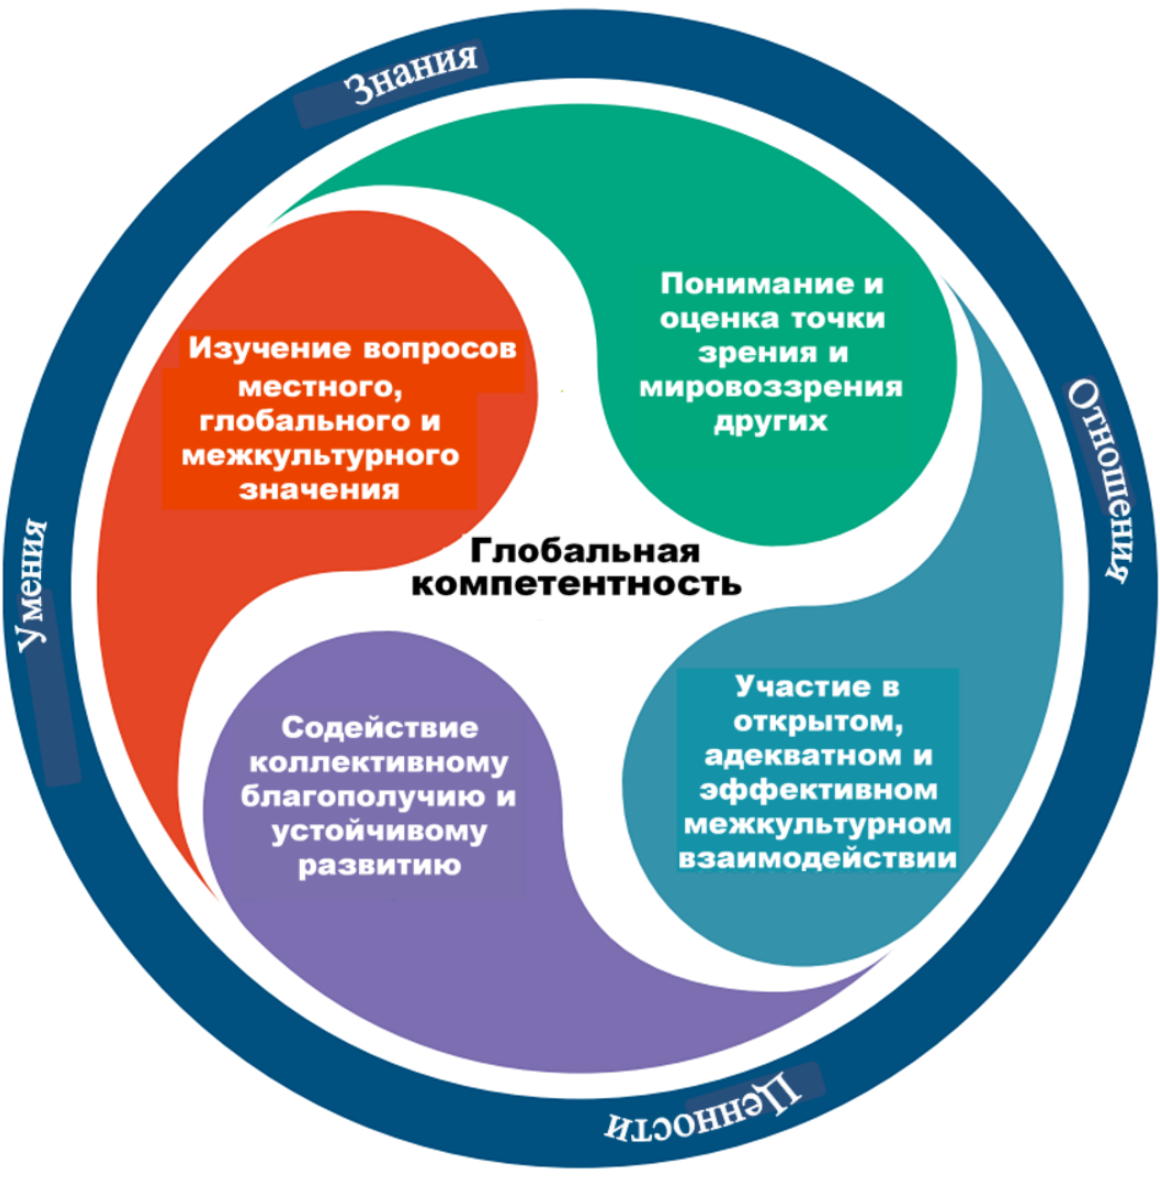 Знания
Изучение вопросов
местного,
глобального и
межкультурного
значения
Понимание и
оценка точки
зрения и
мировоззрения
других
Отношения
Умения
Глобальная
компетентность
Содействие
коллективному
благополучию и
устойчивому
развитию
Участие в
открытом,
адекватном и
эффективном
межкультурном
взаимодействии
Ценности